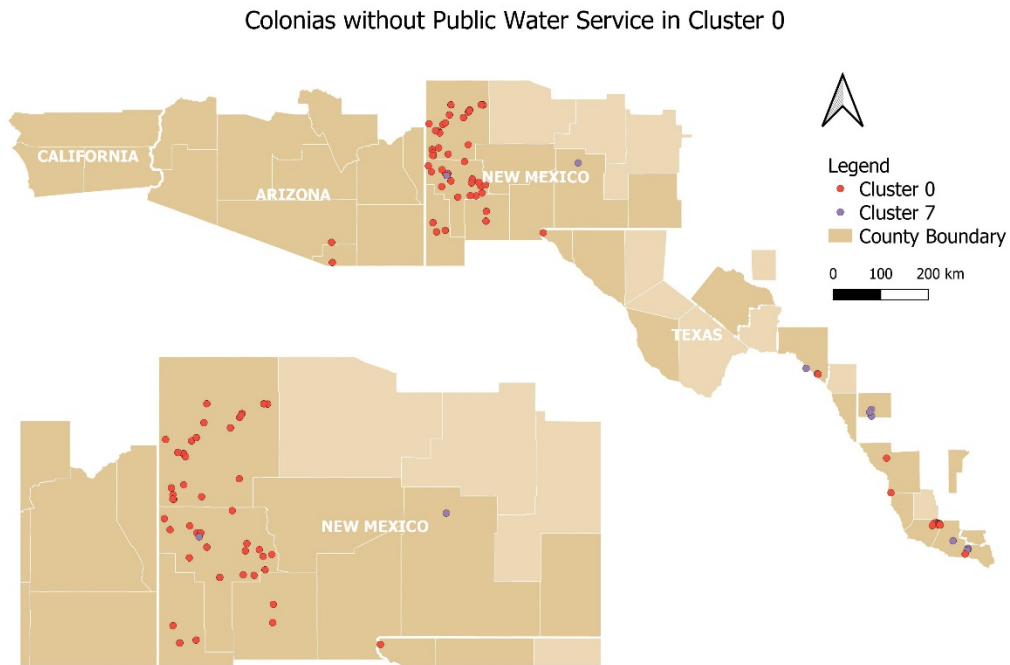 Colonias without Public Water Service in Cluster 0
CALIFORNIA
ARIZONA
NEW MEXICO
TEXAS
Legend
Cluster 0
Cluster 7
County Boundary
0 100 200 km
NEW MEXICO